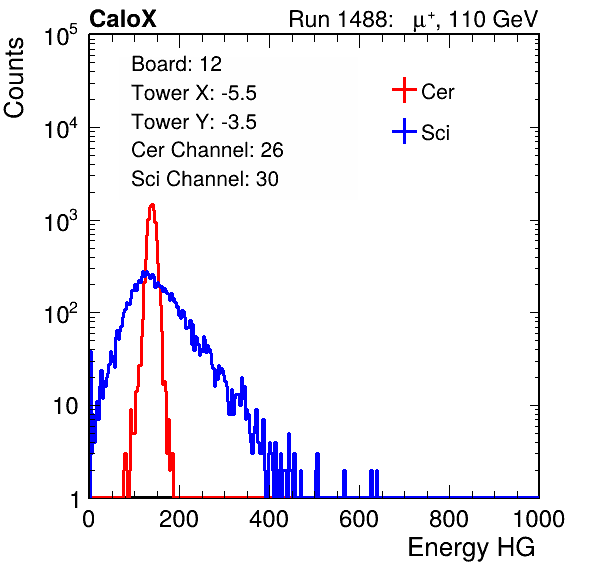 CaloX Run 1488: μ⁺, 110 GeV
Counts
10⁵
10⁴
10³
10²
10
1
Board: 12
Tower X: -5.5
Tower Y: -3.5
Cer Channel: 26
Sci Channel: 30
Cer
Sci
0 200 400 600 800 1000
Energy HG